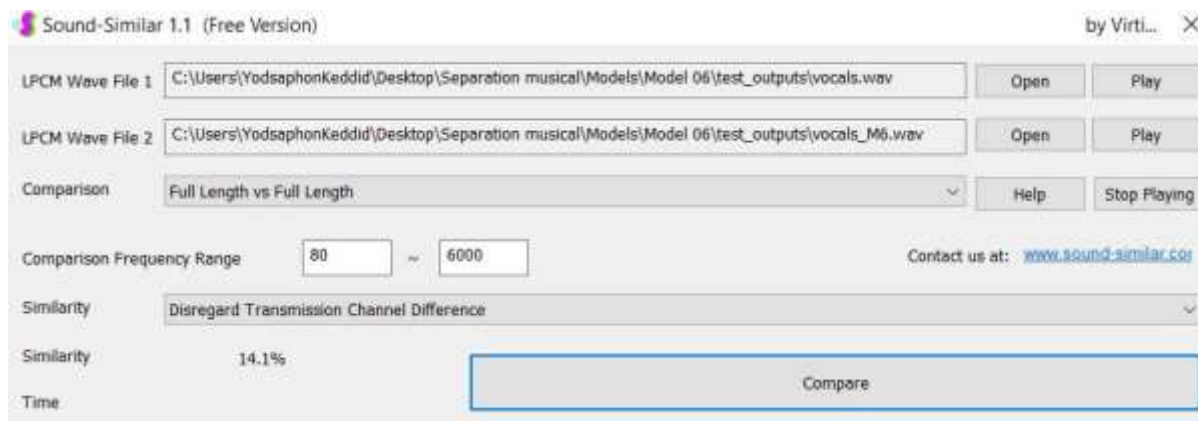 Sound-Similar 1.1 (Free Version) by Virti...
LPCM Wave File 1 C:\Users\YodsaphonKeddid\Desktop\Separation musical\Models\Model 06\test_outputs\vocals.wav Open Play
LPCM Wave File 2 C:\Users\YodsaphonKeddid\Desktop\Separation musical\Models\Model 06\test_outputs\vocals_M6.wav Open Play
Comparison Full Length vs Full Length Help Stop Playing
Comparison Frequency Range 80 ~ 6000 Contact us at: www.sound-similar.cor
Similarity Disregard Transmission Channel Difference
Similarity 14.1% Compare
Time